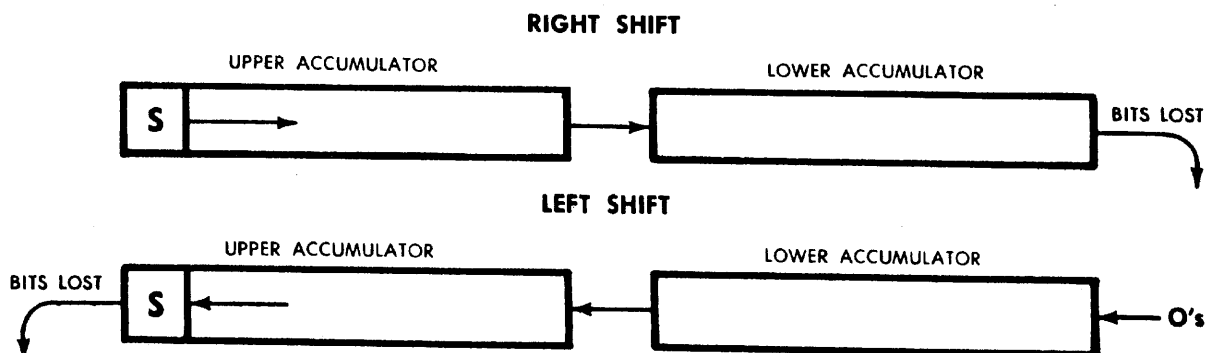 RIGHT SHIFT
UPPER ACCUMULATOR
LOWER ACCUMULATOR
S
BITS LOST
LEFT SHIFT
UPPER ACCUMULATOR
LOWER ACCUMULATOR
BITS LOST
S
O's